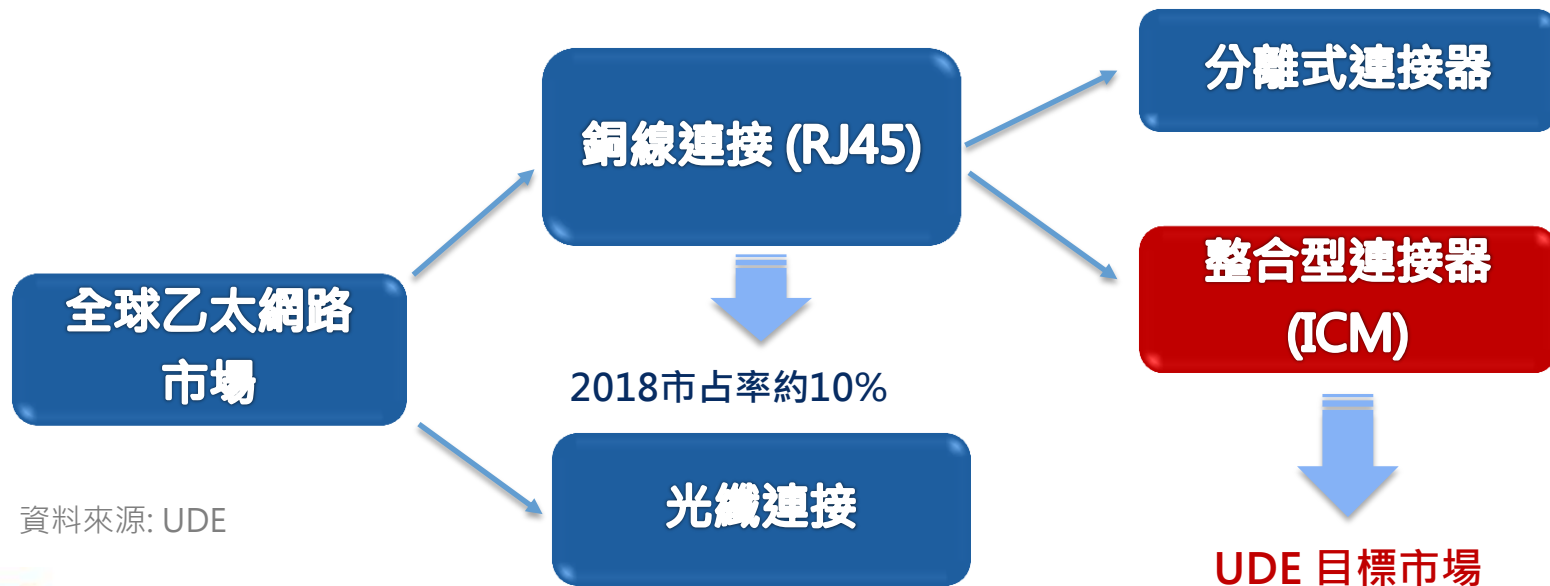 全球乙太網路
市場
銅線連接 (RJ45)
2018市占率約10%
光纖連接
分離式連接器
整合型連接器
(ICM)
UDE 目標市場
資料來源: UDE